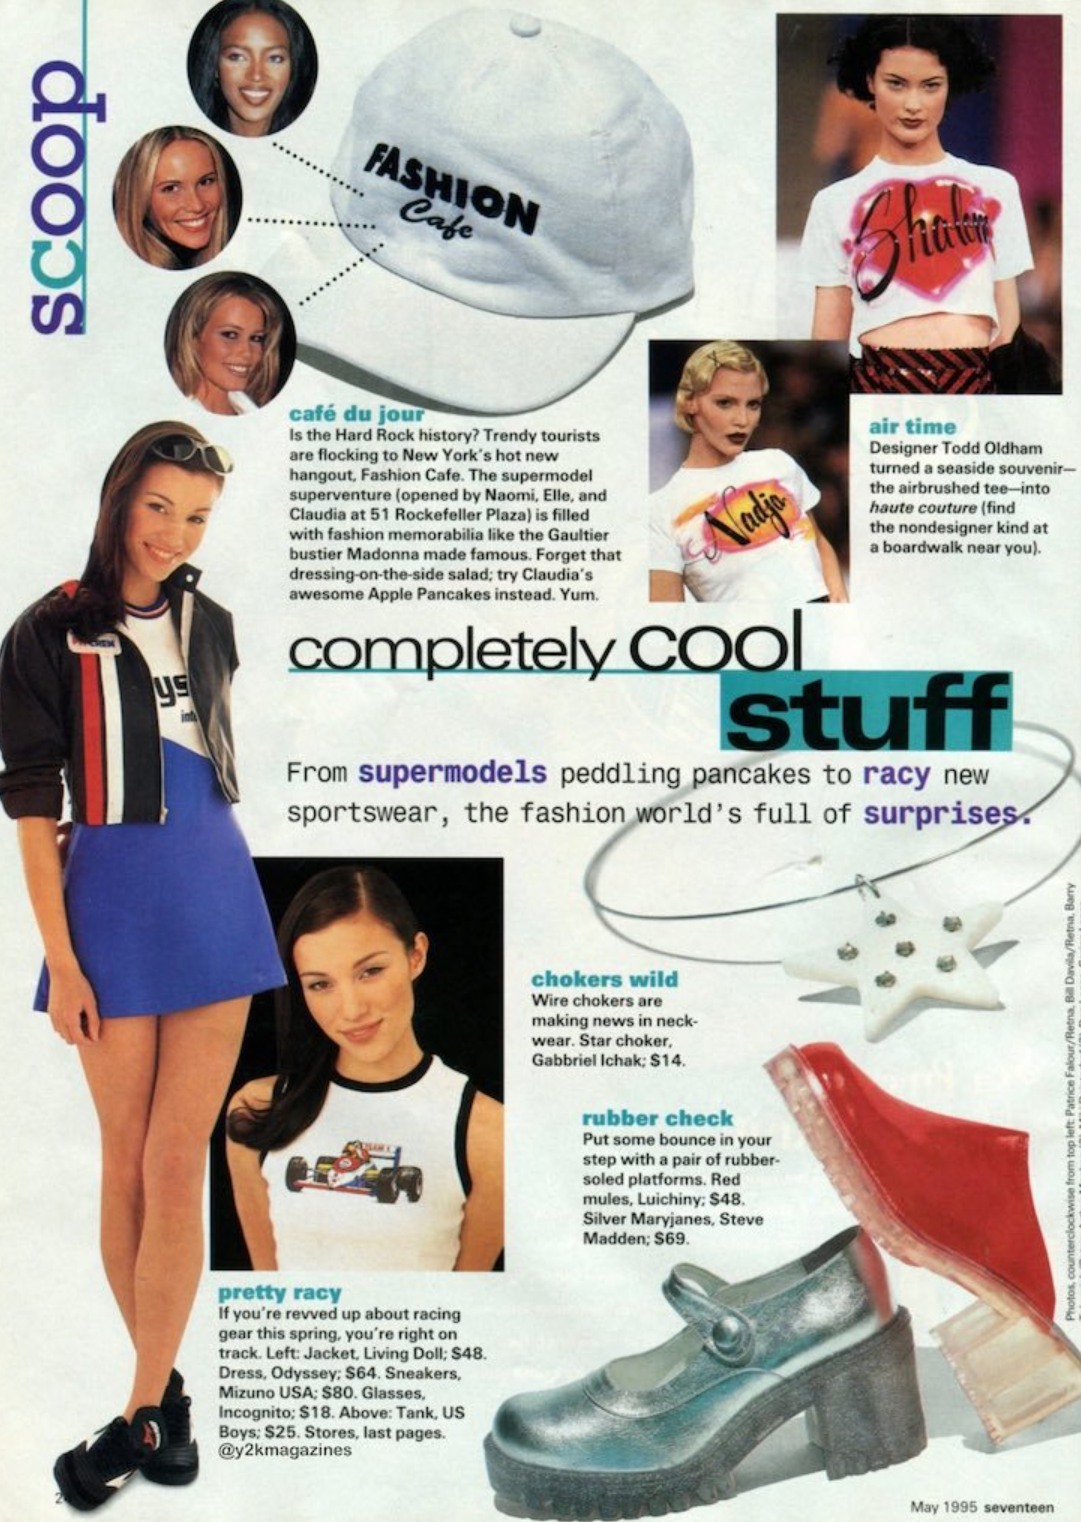 scoop
FASHION
Cafe
Shalom
Nadja
café du jour
Is the Hard Rock history? Trendy tourists
are flocking to New York's hot new
hangout, Fashion Cafe. The supermodel
superventure (opened by Naomi, Elle, and
Claudia at 51 Rockefeller Plaza) is filled
with fashion memorabilia like the Gaultier
bustier Madonna made famous. Forget that
dressing-on-the-side salad; try Claudia's
awesome Apple Pancakes instead. Yum.
air time
Designer Todd Oldham
turned a seaside souvenir—
the airbrushed tee—into
haute couture (find
the nondesigner kind at
a boardwalk near you).
completely cool
stuff
From supermodels peddling pancakes to racy new
sportswear, the fashion world's full of surprises.
ys
int
chokers wild
Wire chokers are
making news in neck-
wear. Star choker,
Gabbriel Ichak; $14.
rubber check
Put some bounce in your
step with a pair of rubber-
soled platforms. Red
mules, Luichiny; $48.
Silver Maryjanes, Steve
Madden; $69.
pretty racy
If you're revved up about racing
gear this spring, you're right on
track. Left: Jacket, Living Doll; $48.
Dress, Odyssey; $64. Sneakers,
Mizuno USA; $80. Glasses,
Incognito; $18. Above: Tank, US
Boys; $25. Stores, last pages.
@y2kmagazines
Photos, counterclockwise from top left: Patrice Falour/Retna, Bill Davila/Retna, Barry
May 1995 seventeen